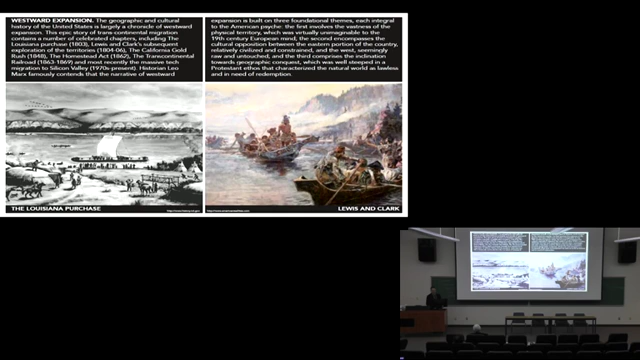 WESTWARD EXPANSION. The geographic and cultural
history of the United States is largely a chronicle of westward
expansion. This epic story of trans-continental migration
contains a number of celebrated chapters, including The
Louisiana purchase (1803), Lewis and Clark's subsequent
exploration of the territories (1804-06), The California Gold
Rush (1848), The Homestead Act (1862), The Transcontinental
Railroad (1863-1869) and most recently the massive tech
migration to Silicon Valley (1970s-present). Historian Leo
Marx famously contends that the narrative of westward
expansion is built on three foundational themes, each integral
to the American psyche: the first involves the vastness of the
physical territory, which was virtually unimaginable to the
19th century European mind, the second encompasses the
cultural opposition between the eastern portion of the country,
relatively civilized and constrained, and the west, seemingly
raw and untouched, and the third comprises the inclination
towards geographic conquest, which was well steeped in a
Protestant ethos that characterized the natural world as lawless
and in need of redemption.
THE LOUISIANA PURCHASE
LEWIS AND CLARK